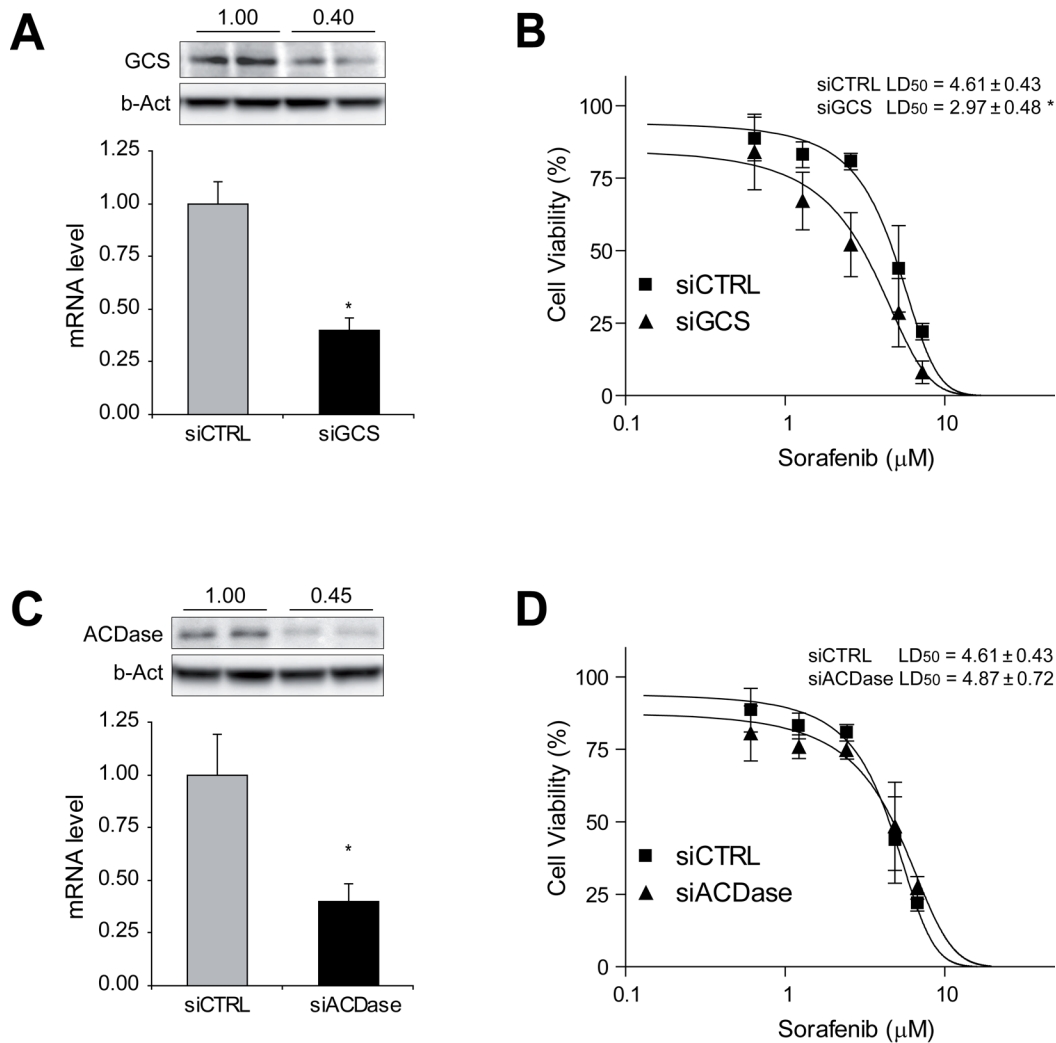 A
1.00 0.40
GCS
b-Act
mRNA level
1.25
1.00
0.75
0.50
0.25
0.00
*
siCTRL siGCS
B
siCTRL LD50 = 4.61 ± 0.43
siGCS LD50 = 2.97 ± 0.48 *
Cell Viability (%)
100
75
50
25
0
siCTRL
siGCS
0.1 1 10
Sorafenib (μM)
C
1.00 0.45
ACDase
b-Act
mRNA level
1.25
1.00
0.75
0.50
0.25
0.00
*
siCTRL siACDase
D
siCTRL LD50 = 4.61 ± 0.43
siACDase LD50 = 4.87 ± 0.72
Cell Viability (%)
100
75
50
25
0
siCTRL
siACDase
0.1 1 10
Sorafenib (μM)